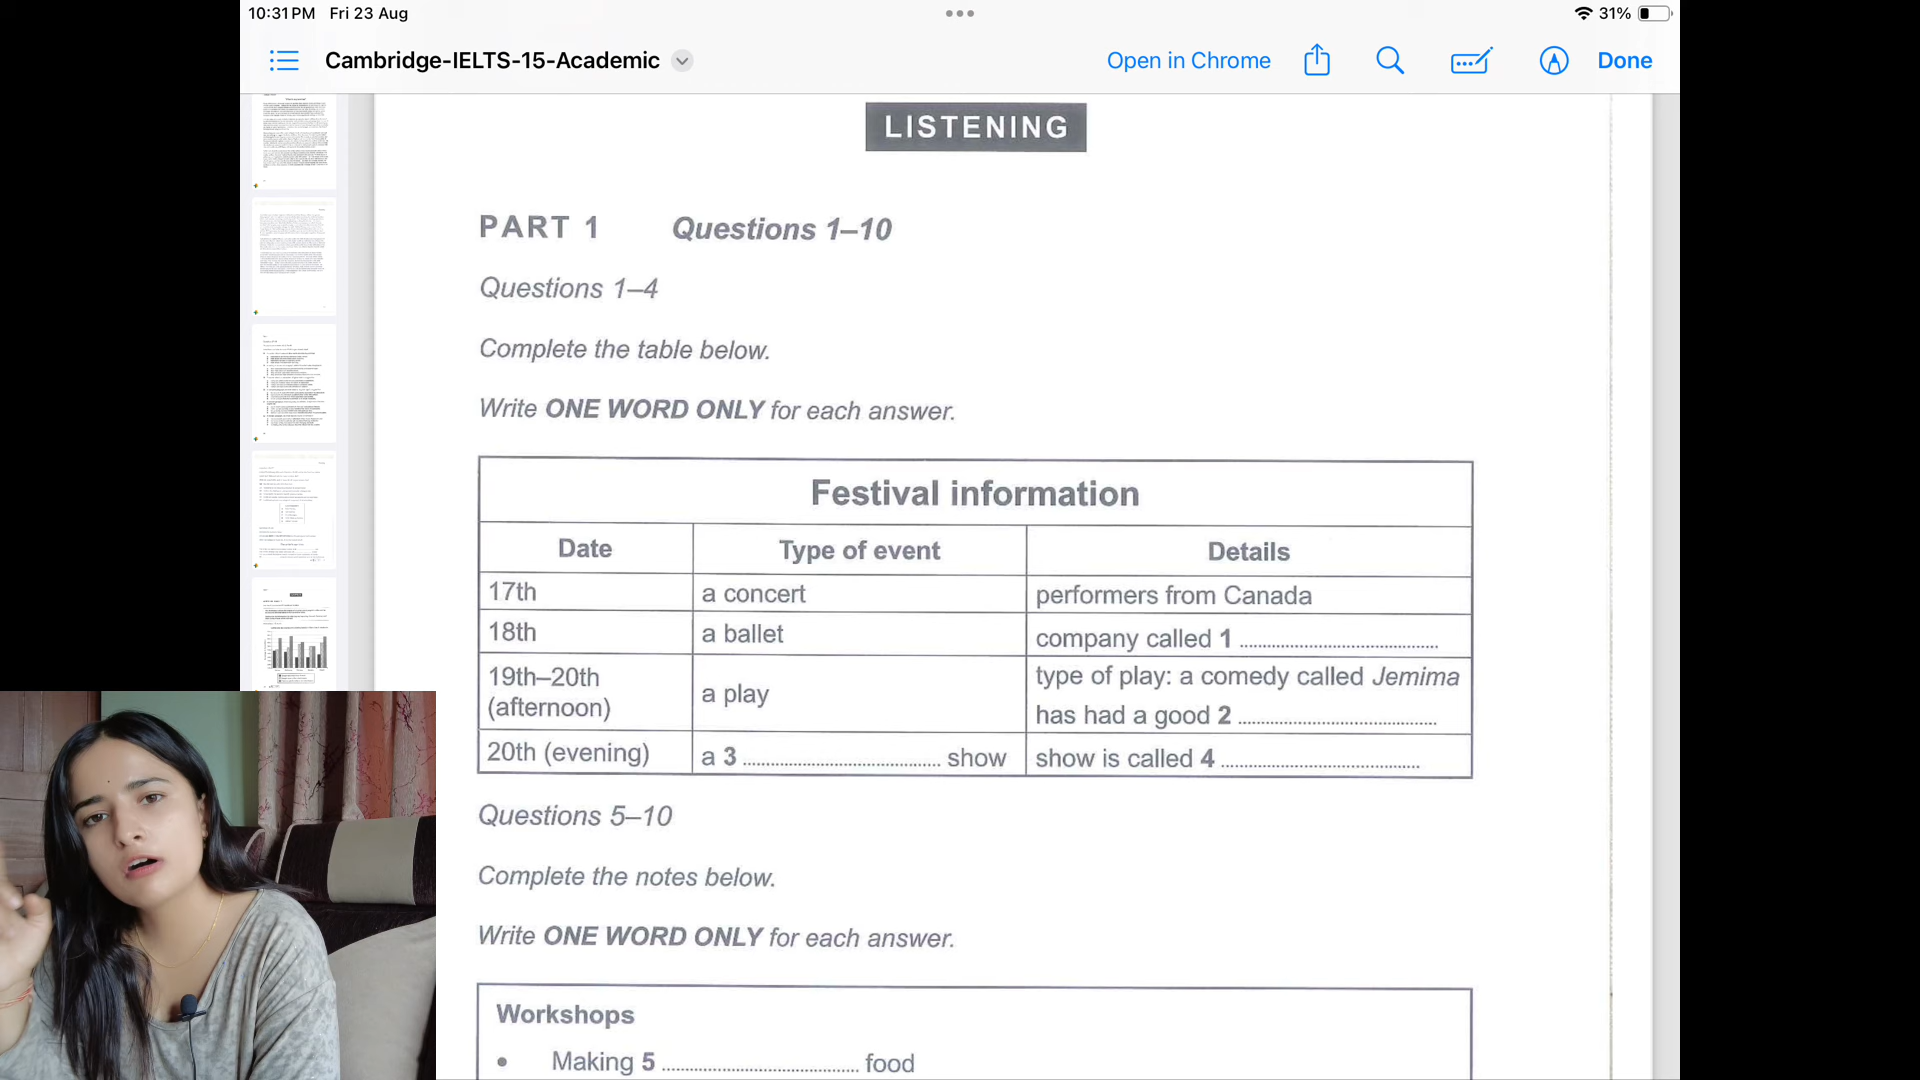 10:31 PM Fri 23 Aug
31%
Cambridge-IELTS-15-Academic
Open in Chrome
Done
LISTENING
PART 1 Questions 1–10
Questions 1–4
Complete the table below.
Write ONE WORD ONLY for each answer.
Festival information
Date Type of event Details
17th a concert performers from Canada
18th a ballet company called 1 ....................................
19th–20th (afternoon) a play type of play: a comedy called Jemima
has had a good 2 ....................................
20th (evening) a 3 .................................... show show is called 4 ....................................
Questions 5–10
Complete the notes below.
Write ONE WORD ONLY for each answer.
Workshops
• Making 5 .................................... food